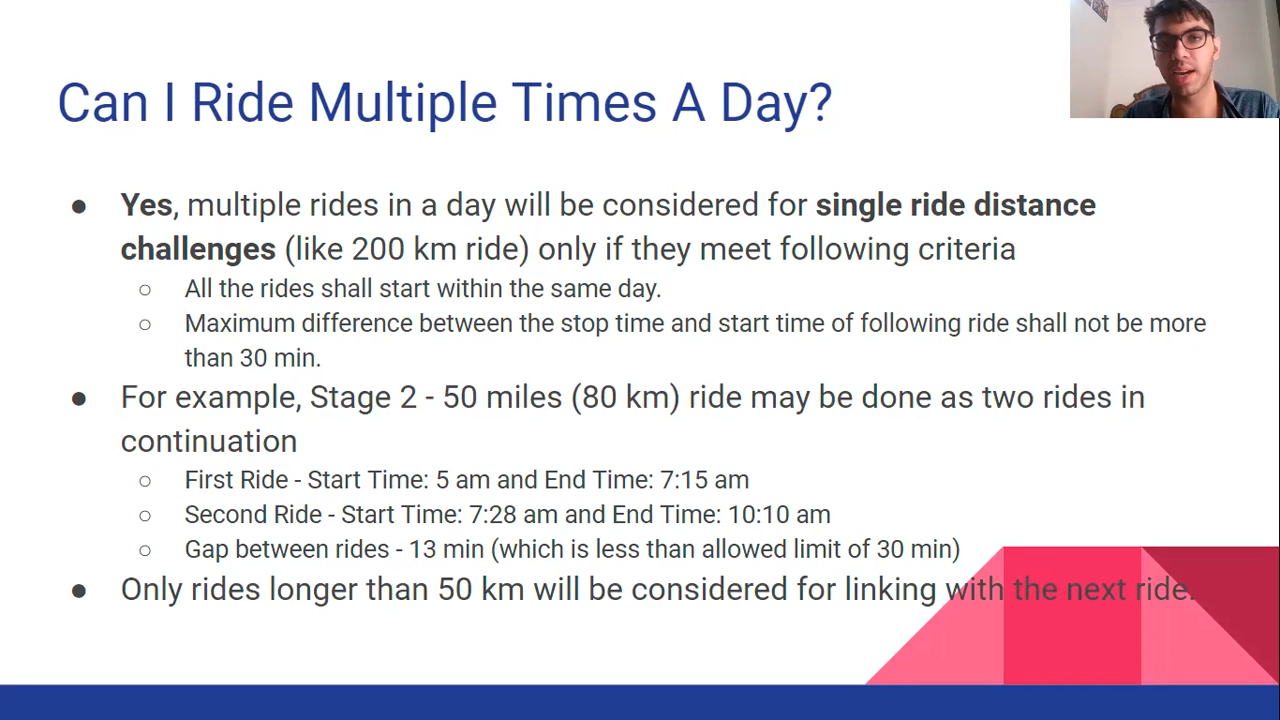 Can I Ride Multiple Times A Day?
● Yes, multiple rides in a day will be considered for single ride distance
challenges (like 200 km ride) only if they meet following criteria
○ All the rides shall start within the same day.
○ Maximum difference between the stop time and start time of following ride shall not be more
than 30 min.
● For example, Stage 2 - 50 miles (80 km) ride may be done as two rides in
continuation
○ First Ride - Start Time: 5 am and End Time: 7:15 am
○ Second Ride - Start Time: 7:28 am and End Time: 10:10 am
○ Gap between rides - 13 min (which is less than allowed limit of 30 min)
● Only rides longer than 50 km will be considered for linking with the next ride.